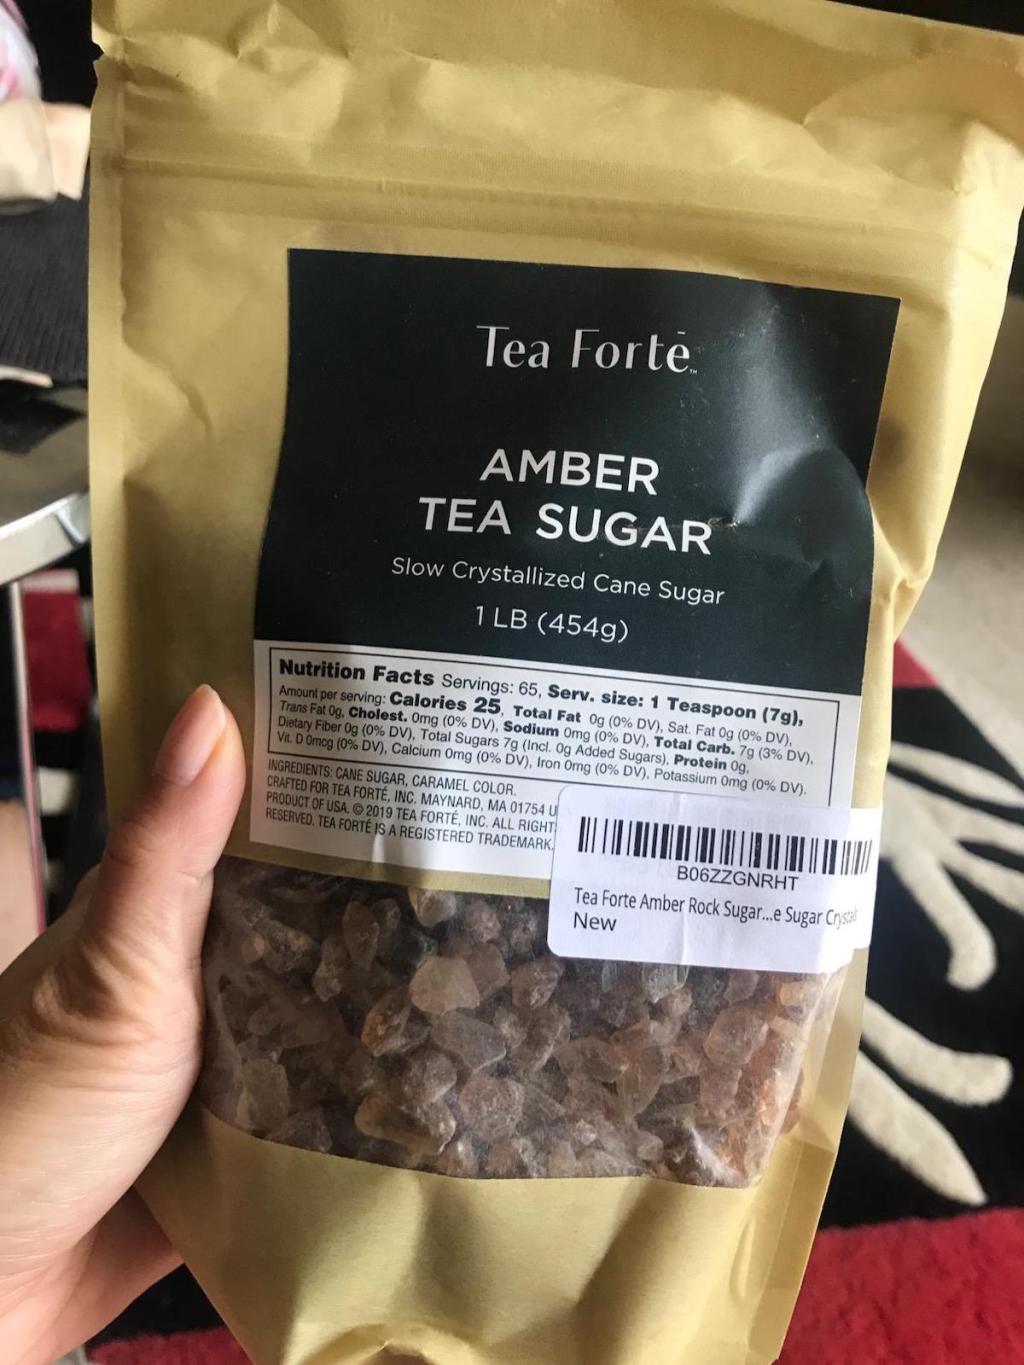 Tea Fortē™
AMBER
TEA SUGAR
Slow Crystallized Cane Sugar
1 LB (454g)
Nutrition Facts Servings: 65, Serv. size: 1 Teaspoon (7g),
Amount per serving: Calories 25, Total Fat 0g (0% DV), Sat. Fat 0g (0% DV),
Trans Fat 0g, Cholest. 0mg (0% DV), Sodium 0mg (0% DV), Total Carb. 7g (3% DV),
Dietary Fiber 0g (0% DV), Total Sugars 7g (Incl. 0g Added Sugars), Protein 0g,
Vit. D 0mcg (0% DV), Calcium 0mg (0% DV), Iron 0mg (0% DV), Potassium 0mg (0% DV).
INGREDIENTS: CANE SUGAR, CARAMEL COLOR.
CRAFTED FOR TEA FORTÉ, INC. MAYNARD, MA 01754 U
PRODUCT OF USA. © 2019 TEA FORTÉ, INC. ALL RIGHT
RESERVED. TEA FORTÉ IS A REGISTERED TRADEMARK.
B06ZZGNRHT
Tea Forte Amber Rock Sugar...e Sugar Crystals
New